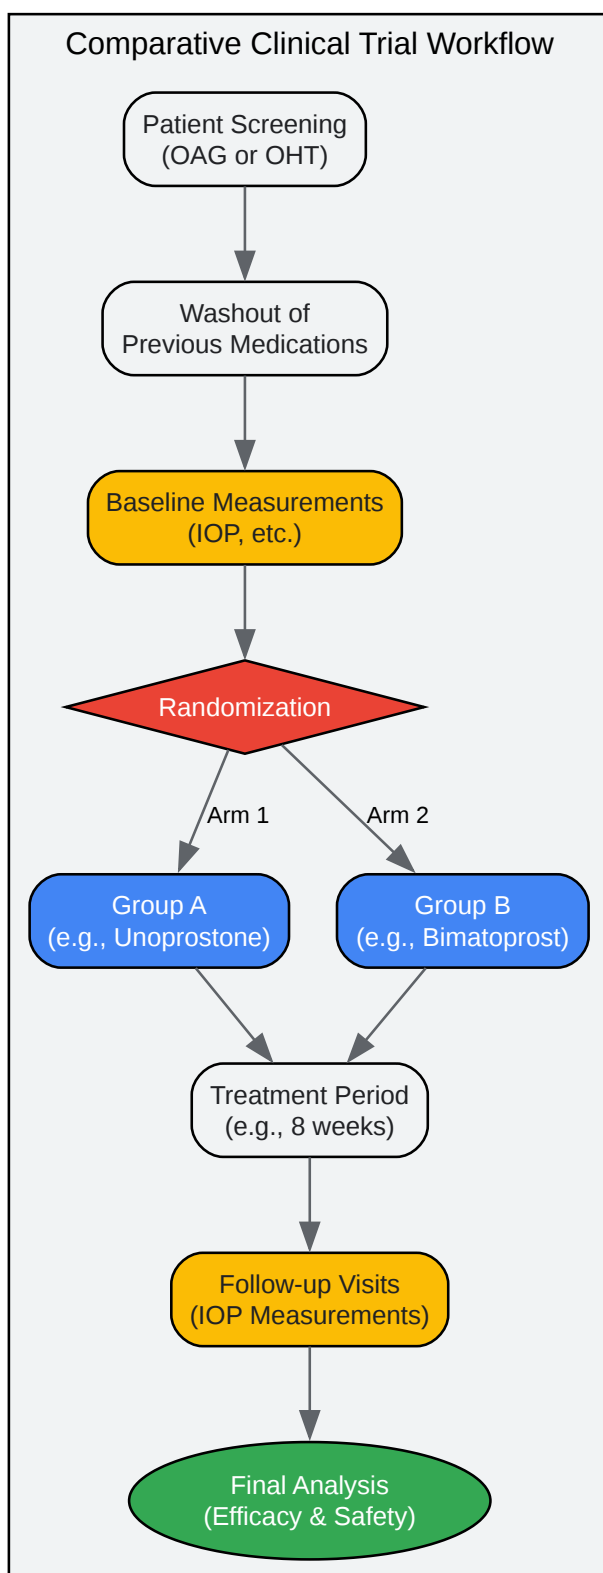 Comparative Clinical Trial Workflow
Patient Screening
(OAG or OHT)
Washout of
Previous Medications
Baseline Measurements
(IOP, etc.)
Randomization
Arm 1
Arm 2
Group A
(e.g., Unoprostone)
Group B
(e.g., Bimatoprost)
Treatment Period
(e.g., 8 weeks)
Follow-up Visits
(IOP Measurements)
Final Analysis
(Efficacy & Safety)